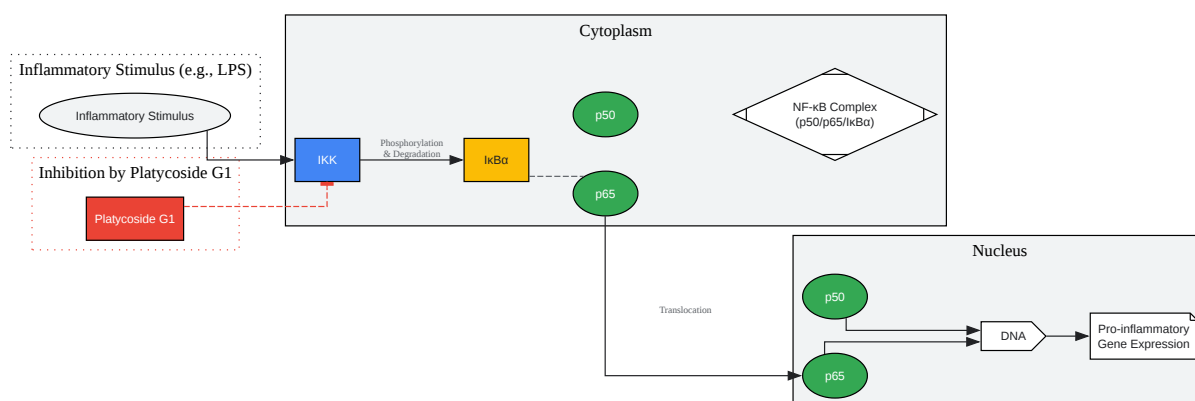 Cytoplasm
Inflammatory Stimulus (e.g., LPS)
Inflammatory Stimulus
p50
NF-κB Complex
(p50/p65/IκBα)
Phosphorylation
& Degradation
IKK
IκBα
Inhibition by Platycoside G1
p65
Platycoside G1
Nucleus
p50
Translocation
DNA
Pro-inflammatory
Gene Expression
p65